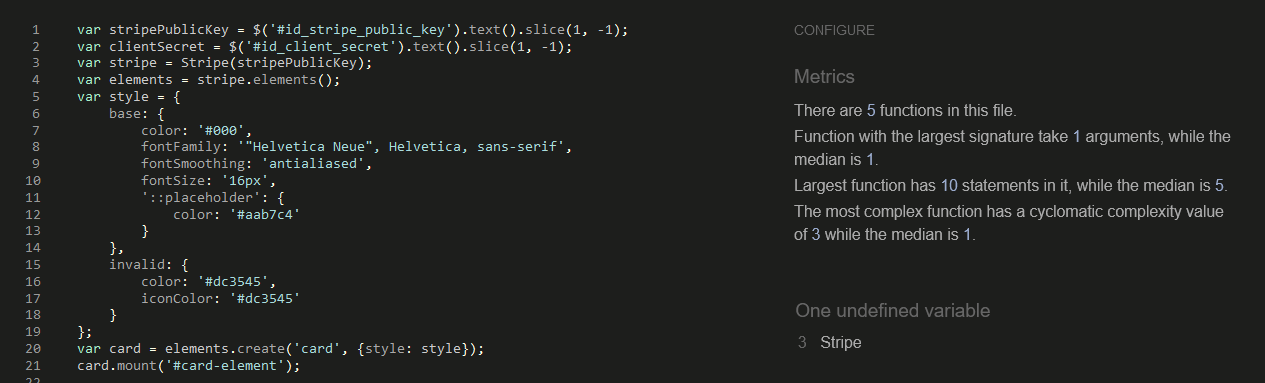 1 var stripePublicKey = $('#id_stripe_public_key').text().slice(1, -1);
2 var clientSecret = $('#id_client_secret').text().slice(1, -1);
3 var stripe = Stripe(stripePublicKey);
4 var elements = stripe.elements();
5 var style = {
6     base: {
7         color: '#000',
8         fontFamily: '"Helvetica Neue", Helvetica, sans-serif',
9         fontSmoothing: 'antialiased',
10         fontSize: '16px',
11         '::placeholder': {
12             color: '#aab7c4'
13         }
14     },
15     invalid: {
16         color: '#dc3545',
17         iconColor: '#dc3545'
18     }
19 };
20 var card = elements.create('card', {style: style});
21 card.mount('#card-element');
22
CONFIGURE
Metrics
There are 5 functions in this file.
Function with the largest signature take 1 arguments, while the
median is 1.
Largest function has 10 statements in it, while the median is 5.
The most complex function has a cyclomatic complexity value
of 3 while the median is 1.
One undefined variable
3 Stripe